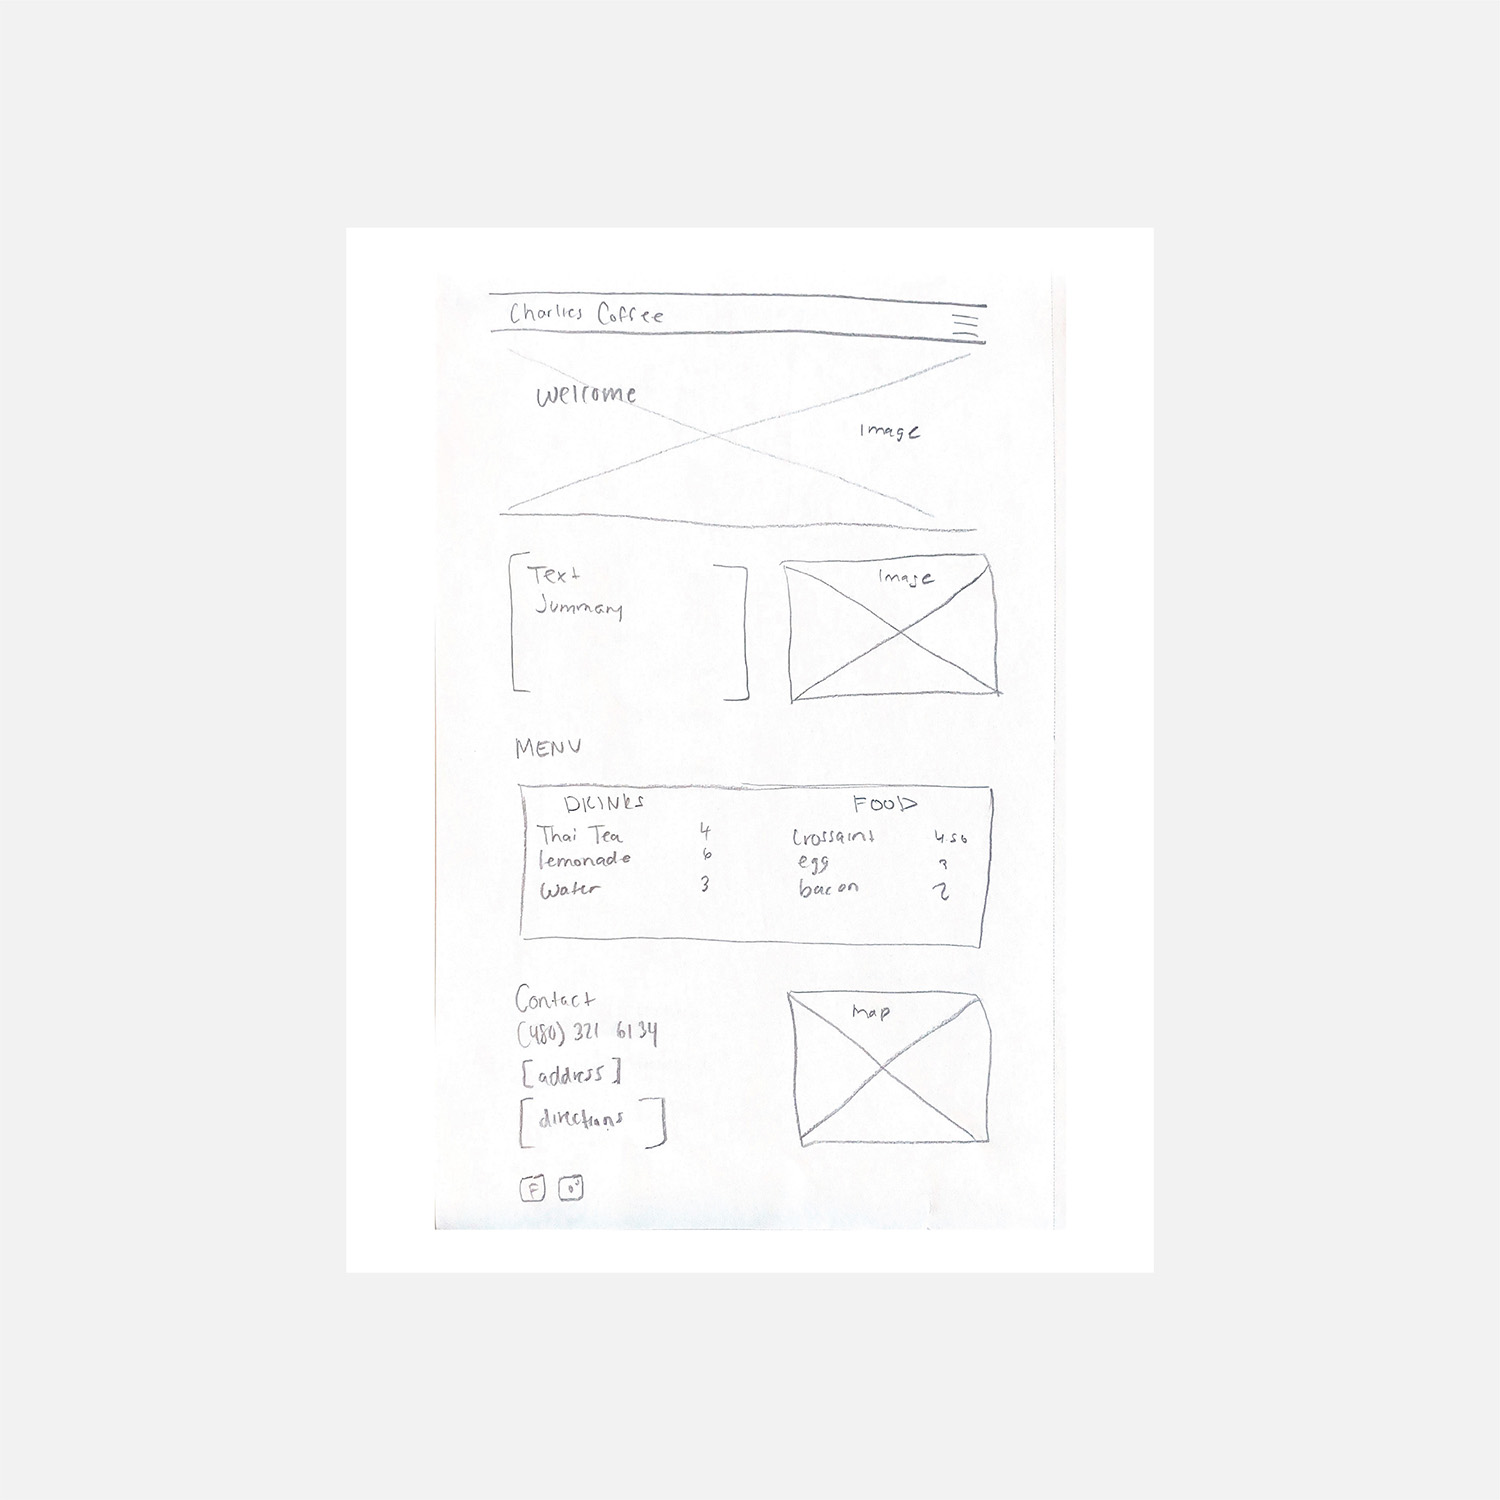 Charlies Coffee
Welcome
Image
Text
Summary
Image
MENU
DRINKS FOOD
Thai Tea 4 Crossaint 4.50
lemonade 6 egg 3
Water 3 bacon 2
Contact
(480) 321 6134
[address]
[directions]
Map
F